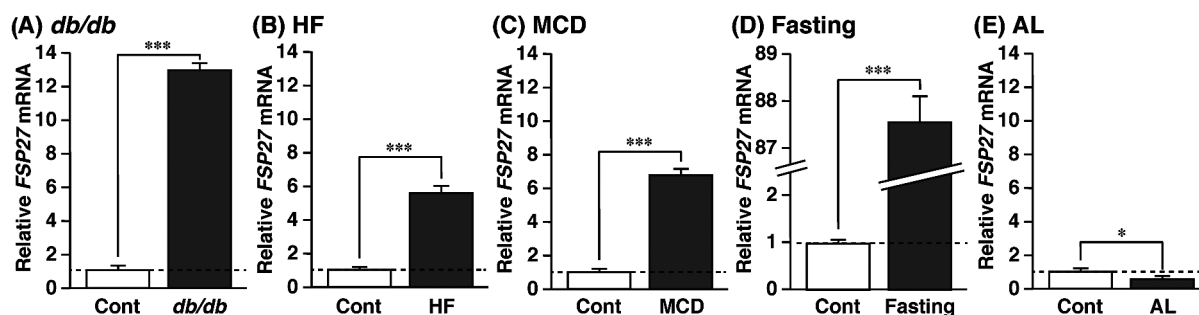 (A) db/db
Relative FSP27 mRNA
14
12
10
8
6
4
2
0
***
Cont
db/db
(B) HF
Relative FSP27 mRNA
14
12
10
8
6
4
2
0
***
Cont
HF
(C) MCD
Relative FSP27 mRNA
14
12
10
8
6
4
2
0
***
Cont
MCD
(D) Fasting
Relative FSP27 mRNA
89
88
87
2
1
0
***
Cont
Fasting
(E) AL
Relative FSP27 mRNA
14
12
10
8
6
4
2
0
*
Cont
AL